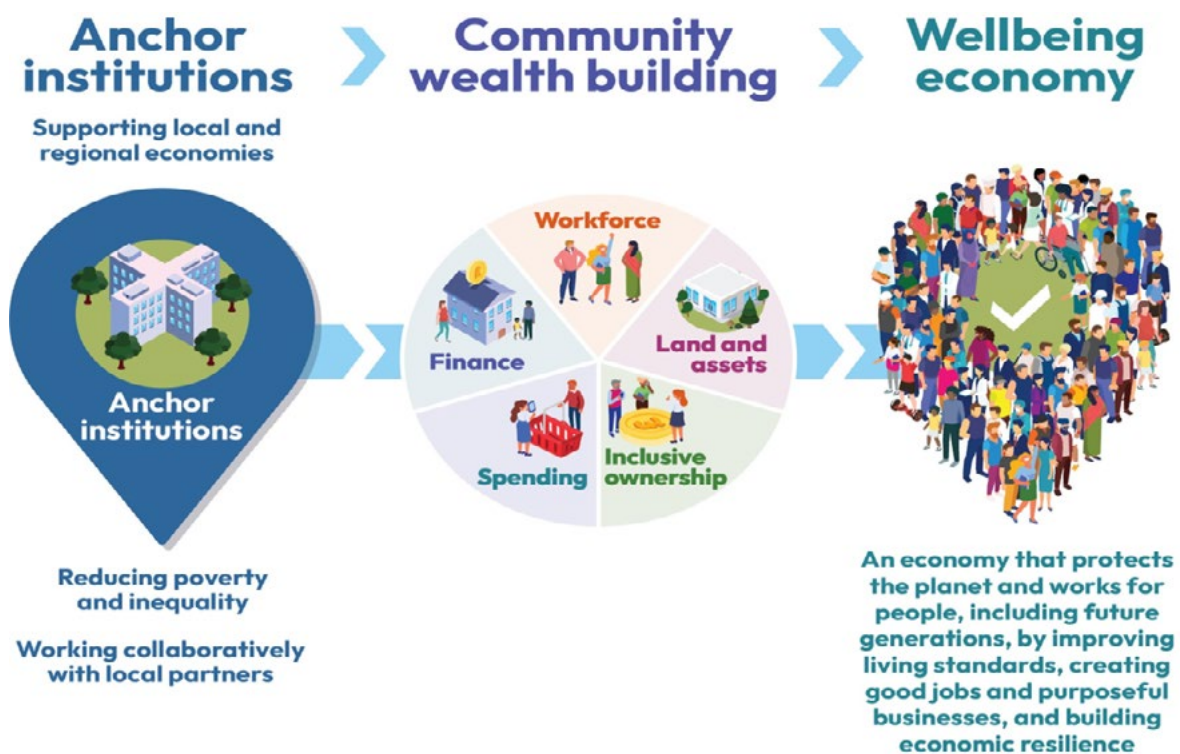 Anchor
institutions
Community
wealth building
Wellbeing
economy
Supporting local and
regional economies
Anchor
institutions
Reducing poverty
and inequality
Working collaboratively
with local partners
Workforce
Finance
Land and
assets
Spending
Inclusive
ownership
An economy that protects
the planet and works for
people, including future
generations, by improving
living standards, creating
good jobs and purposeful
businesses, and building
economic resilience